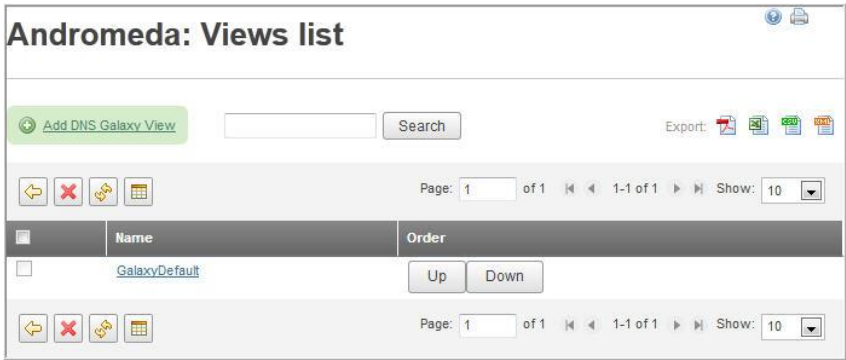 Andromeda: Views list
Add DNS Galaxy View
Search
Export:
Page: 1 of 1 1-1 of 1 Show: 10
Name Order
GalaxyDefault Up Down
Page: 1 of 1 1-1 of 1 Show: 10